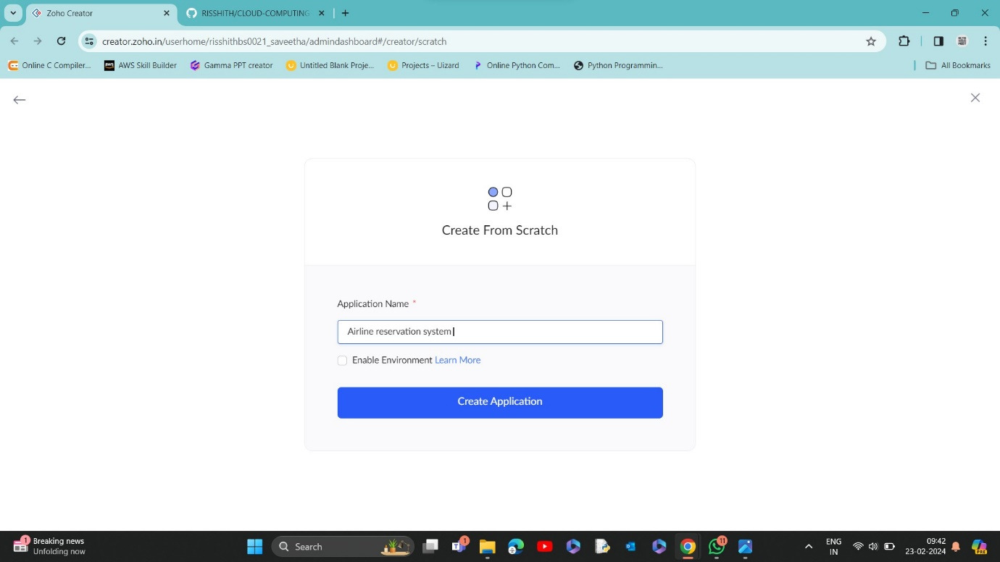 Zoho Creator
RISSHITH/CLOUD-COMPUTING
creator.zoho.in/userhome/risshithbs0021_saveetha/admindashboard#/creator/scratch
Online C Compiler...
AWS Skill Builder
Gamma PPT creator
Untitled Blank Proje...
Projects – Uizard
Online Python Com...
Python Programmin...
All Bookmarks
Create From Scratch
Application Name *
Airline reservation system
Enable Environment Learn More
Create Application
1
Breaking news
Unfolding now
Search
1
11
ENG
IN
09:42
23-02-2024
PRE